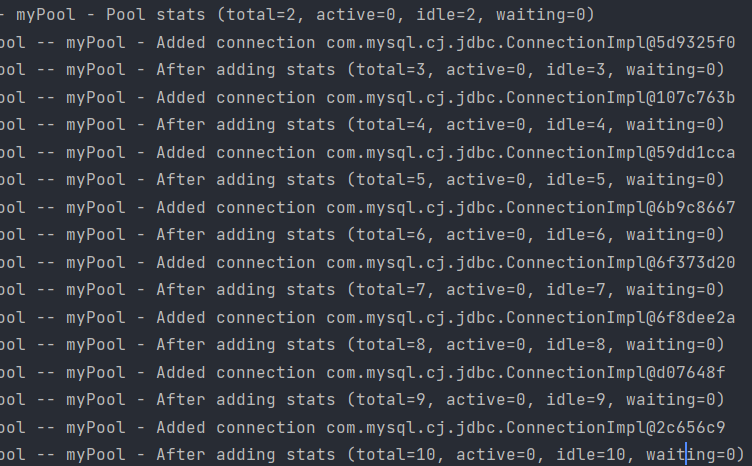 - myPool - Pool stats (total=2, active=0, idle=2, waiting=0)
ool -- myPool - Added connection com.mysql.cj.jdbc.ConnectionImpl@5d9325f0
ool -- myPool - After adding stats (total=3, active=0, idle=3, waiting=0)
ool -- myPool - Added connection com.mysql.cj.jdbc.ConnectionImpl@107c763b
ool -- myPool - After adding stats (total=4, active=0, idle=4, waiting=0)
ool -- myPool - Added connection com.mysql.cj.jdbc.ConnectionImpl@59dd1cca
ool -- myPool - After adding stats (total=5, active=0, idle=5, waiting=0)
ool -- myPool - Added connection com.mysql.cj.jdbc.ConnectionImpl@6b9c8667
ool -- myPool - After adding stats (total=6, active=0, idle=6, waiting=0)
ool -- myPool - Added connection com.mysql.cj.jdbc.ConnectionImpl@6f373d20
ool -- myPool - After adding stats (total=7, active=0, idle=7, waiting=0)
ool -- myPool - Added connection com.mysql.cj.jdbc.ConnectionImpl@6f8dee2a
ool -- myPool - After adding stats (total=8, active=0, idle=8, waiting=0)
ool -- myPool - Added connection com.mysql.cj.jdbc.ConnectionImpl@d07648f
ool -- myPool - After adding stats (total=9, active=0, idle=9, waiting=0)
ool -- myPool - Added connection com.mysql.cj.jdbc.ConnectionImpl@2c656c9
ool -- myPool - After adding stats (total=10, active=0, idle=10, waiting=0)